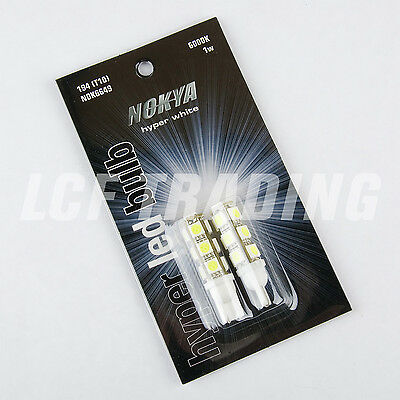 194 (T10)
NOK6649
6000K
1w
NOKYA
hyper white
hyper led bulb
LCF TRADING